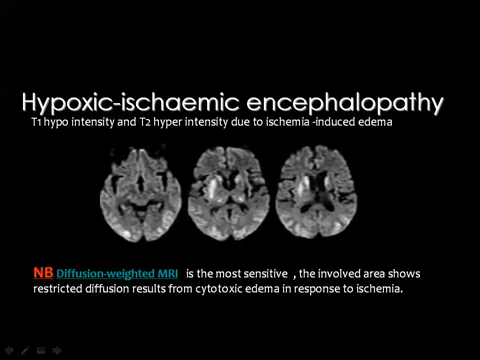 Hypoxic-ischaemic encephalopathy
T1 hypo intensity and T2 hyper intensity due to ischemia -induced edema
NB Diffusion-weighted MRI is the most sensitive , the involved area shows
restricted diffusion results from cytotoxic edema in response to ischemia.